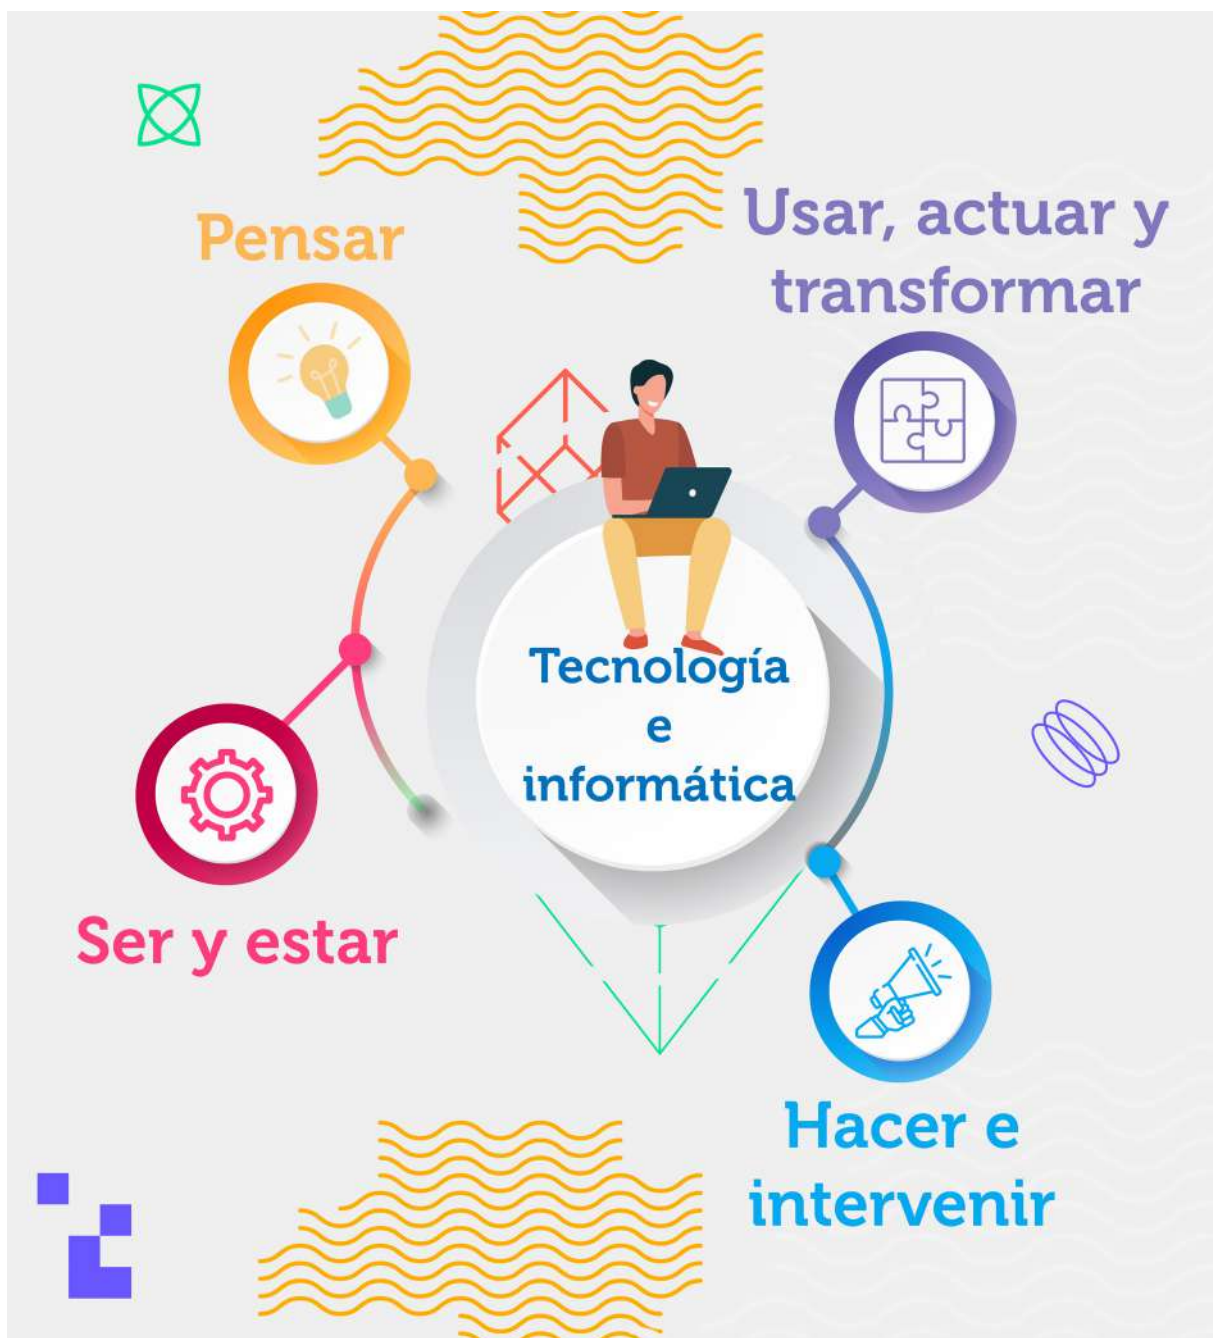 Pensar
Usar, actuar y
transformar
Tecnología
e
informática
Ser y estar
Hacer e
intervenir